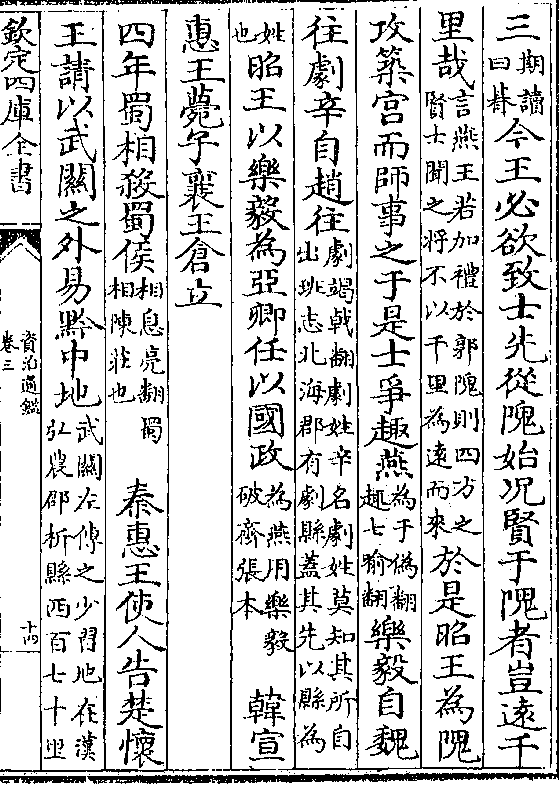 三期讀曰朞今王必欲致士先從隗始况賢于隗者豈遠千
里哉言燕王若加禮於郭隗則四方之賢士聞之將不以千里為遠而來於是昭王為隗
攺築宮而師事之于是士爭趣燕為于偽翻趣七喻翻樂毅自魏
往劇辛自趙往劇竭戟翻劇姓辛名劇姓莫知其所自出班志北海郡有劇縣蓋其先以縣為
姓也昭王以樂毅為亞卿任以國政為燕用樂毅破齊張本韓宣
惠王薨子襄王倉立
四年蜀相殺蜀侯相息亮翻蜀相陳莊也秦惠王使人告楚懷
王請以武關之外易黔中地武關左傳之少習地在漢弘農郡析縣西百七十里
欽定四庫全書
資治通鑑
卷三
十四